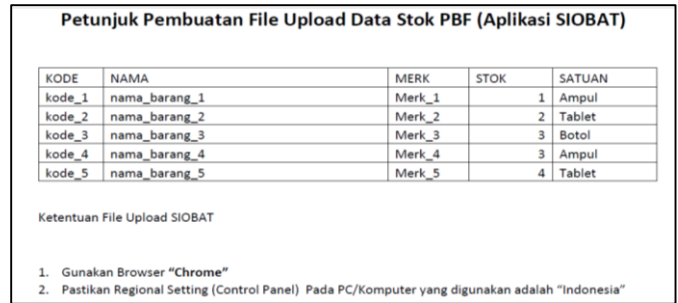 Petunjuk Pembuatan File Upload Data Stok PBF (Aplikasi SIOBAT)
KODE NAMA MERK STOK SATUAN
kode_1 nama_barang_1 Merk_1 1 Ampul
kode_2 nama_barang_2 Merk_2 2 Tablet
kode_3 nama_barang_3 Merk_3 3 Botol
kode_4 nama_barang_4 Merk_4 3 Ampul
kode_5 nama_barang_5 Merk_5 4 Tablet
Ketentuan File Upload SIOBAT
1. Gunakan Browser “Chrome”
2. Pastikan Regional Setting (Control Panel) Pada PC/Komputer yang digunakan adalah “Indonesia”